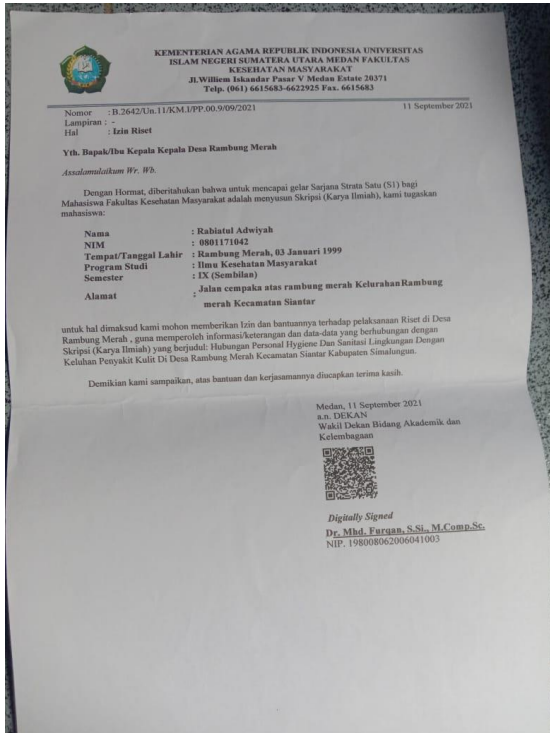 KEMENTERIAN AGAMA REPUBLIK INDONESIA UNIVERSITAS
ISLAM NEGERI SUMATERA UTARA MEDAN FAKULTAS
KESEHATAN MASYARAKAT
Jl.Williem Iskandar Pasar V Medan Estate 20371
Telp. (061) 6615683-6622925 Fax. 6615683
Nomor : B.2642/Un.11/KM.I/PP.00.9/09/2021 11 September 2021
Lampiran : -
Hal : Izin Riset
Yth. Bapak/Ibu Kepala Kepala Desa Rambung Merah
Assalamulaikum Wr. Wb.
Dengan Hormat, diberitahukan bahwa untuk mencapai gelar Sarjana Strata Satu (S1) bagi
Mahasiswa Fakultas Kesehatan Masyarakat adalah menyusun Skripsi (Karya Ilmiah), kami tugaskan
mahasiswa:
Nama : Rabiatul Adwiyah
NIM : 0801171042
Tempat/Tanggal Lahir : Rambung Merah, 03 Januari 1999
Program Studi : Ilmu Kesehatan Masyarakat
Semester : IX (Sembilan)
Alamat : Jalan cempaka atas rambung merah Kelurahan Rambung
merah Kecamatan Siantar
untuk hal dimaksud kami mohon memberikan Izin dan bantuannya terhadap pelaksanaan Riset di Desa
Rambung Merah , guna memperoleh informasi/keterangan dan data-data yang berhubungan dengan
Skripsi (Karya Ilmiah) yang berjudul: Hubungan Personal Hygiene Dan Sanitasi Lingkungan Dengan
Keluhan Penyakit Kulit Di Desa Rambung Merah Kecamatan Siantar Kabupaten Simalungun.
Demikian kami sampaikan, atas bantuan dan kerjasamannya diucapkan terima kasih.
Medan, 11 September 2021
a.n. DEKAN
Wakil Dekan Bidang Akademik dan
Kelembagaan
Digitally Signed
Dr. Mhd. Furqan, S.Si., M.Comp.Sc.
NIP. 198008062006041003